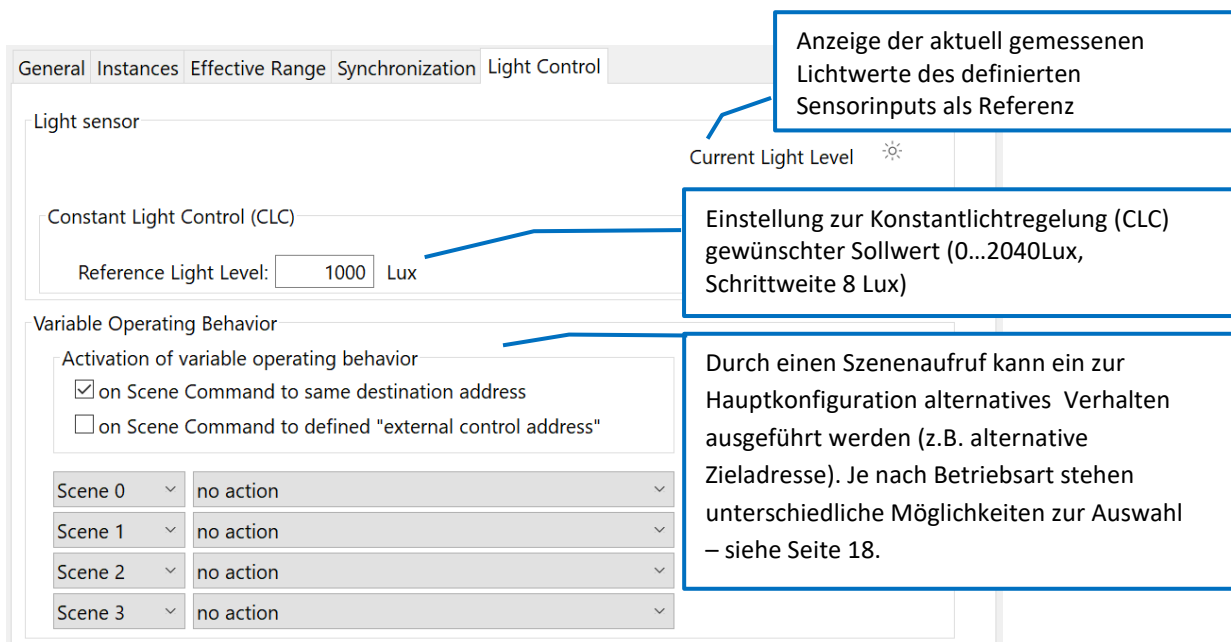 Anzeige der aktuell gemessenen
Lichtwerte des definierten
Sensorinputs als Referenz
General Instances Effective Range Synchronization Light Control
Light sensor
Current Light Level
Constant Light Control (CLC)
Reference Light Level: 1000 Lux
Einstellung zur Konstantlichtregelung (CLC)
gewünschter Sollwert (0…2040Lux,
Schrittweite 8 Lux)
Variable Operating Behavior
Activation of variable operating behavior
on Scene Command to same destination address
on Scene Command to defined "external control address"
Scene 0 no action
Scene 1 no action
Scene 2 no action
Scene 3 no action
Durch einen Szenenaufruf kann ein zur
Hauptkonfiguration alternatives Verhalten
ausgeführt werden (z.B. alternative
Zieladresse). Je nach Betriebsart stehen
unterschiedliche Möglichkeiten zur Auswahl
– siehe Seite 18.